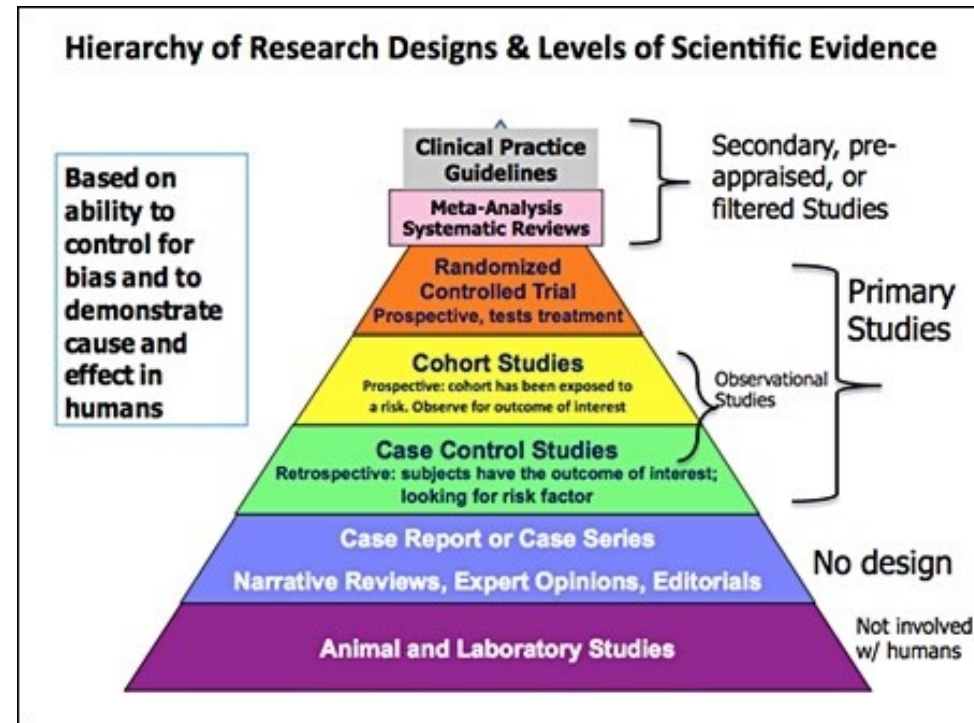 Hierarchy of Research Designs & Levels of Scientific Evidence
Based on
ability to
control for
bias and to
demonstrate
cause and
effect in
humans
Clinical Practice
Guidelines
Meta-Analysis
Systematic Reviews
Secondary, pre-
appraised, or
filtered Studies
Randomized
Controlled Trial
Prospective, tests treatment
Cohort Studies
Prospective: cohort has been exposed to
a risk. Observe for outcome of interest
Case Control Studies
Retrospective: subjects have the outcome of interest;
looking for risk factor
Observational
Studies
Primary
Studies
Case Report or Case Series
Narrative Reviews, Expert Opinions, Editorials
No design
Animal and Laboratory Studies
Not involved
w/ humans